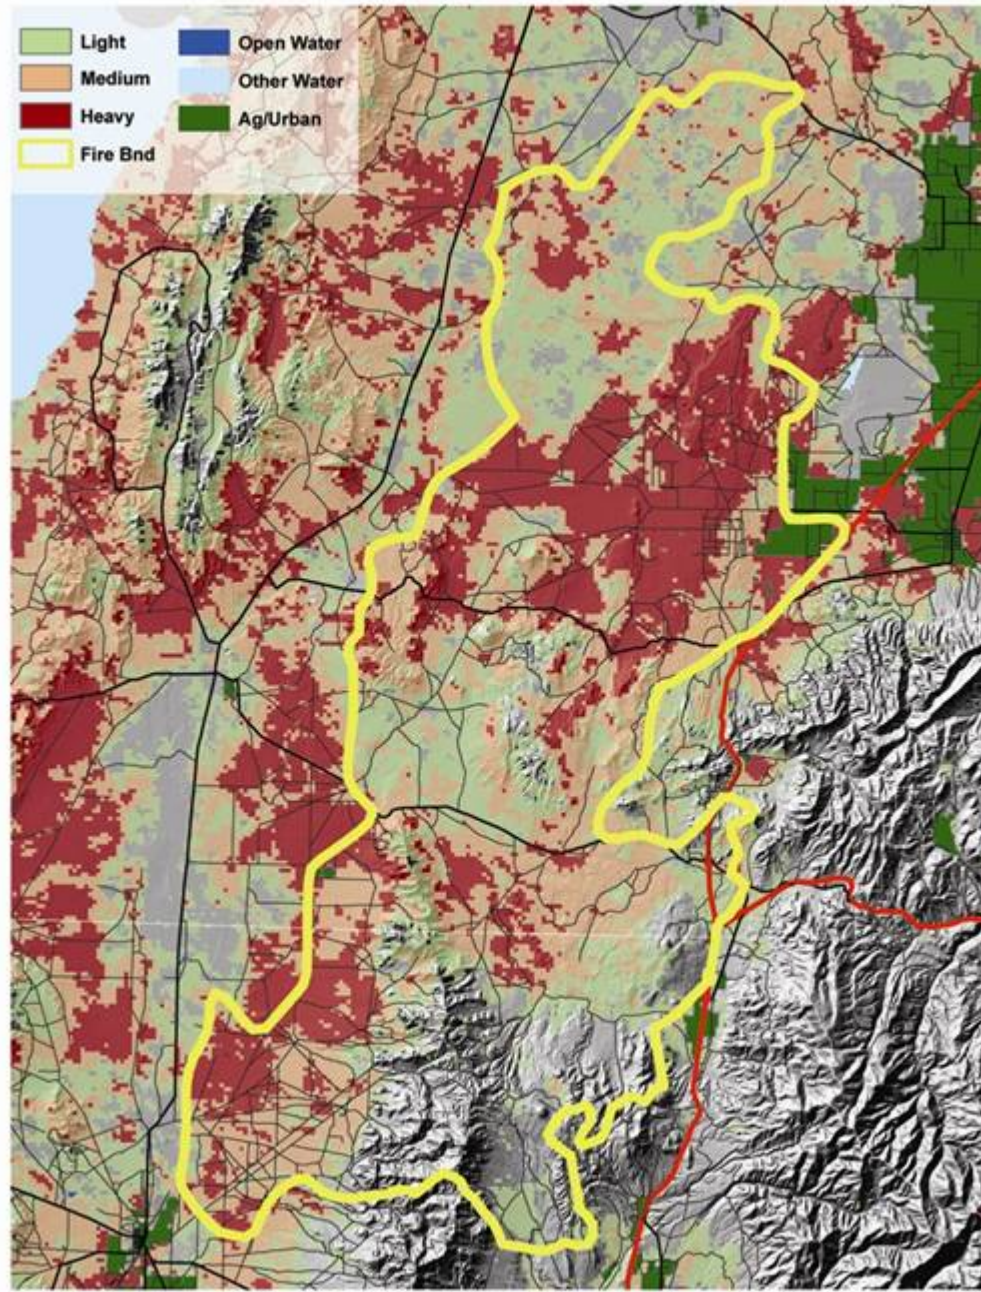 Light
Medium
Heavy
Fire Bnd
Open Water
Other Water
Ag/Urban